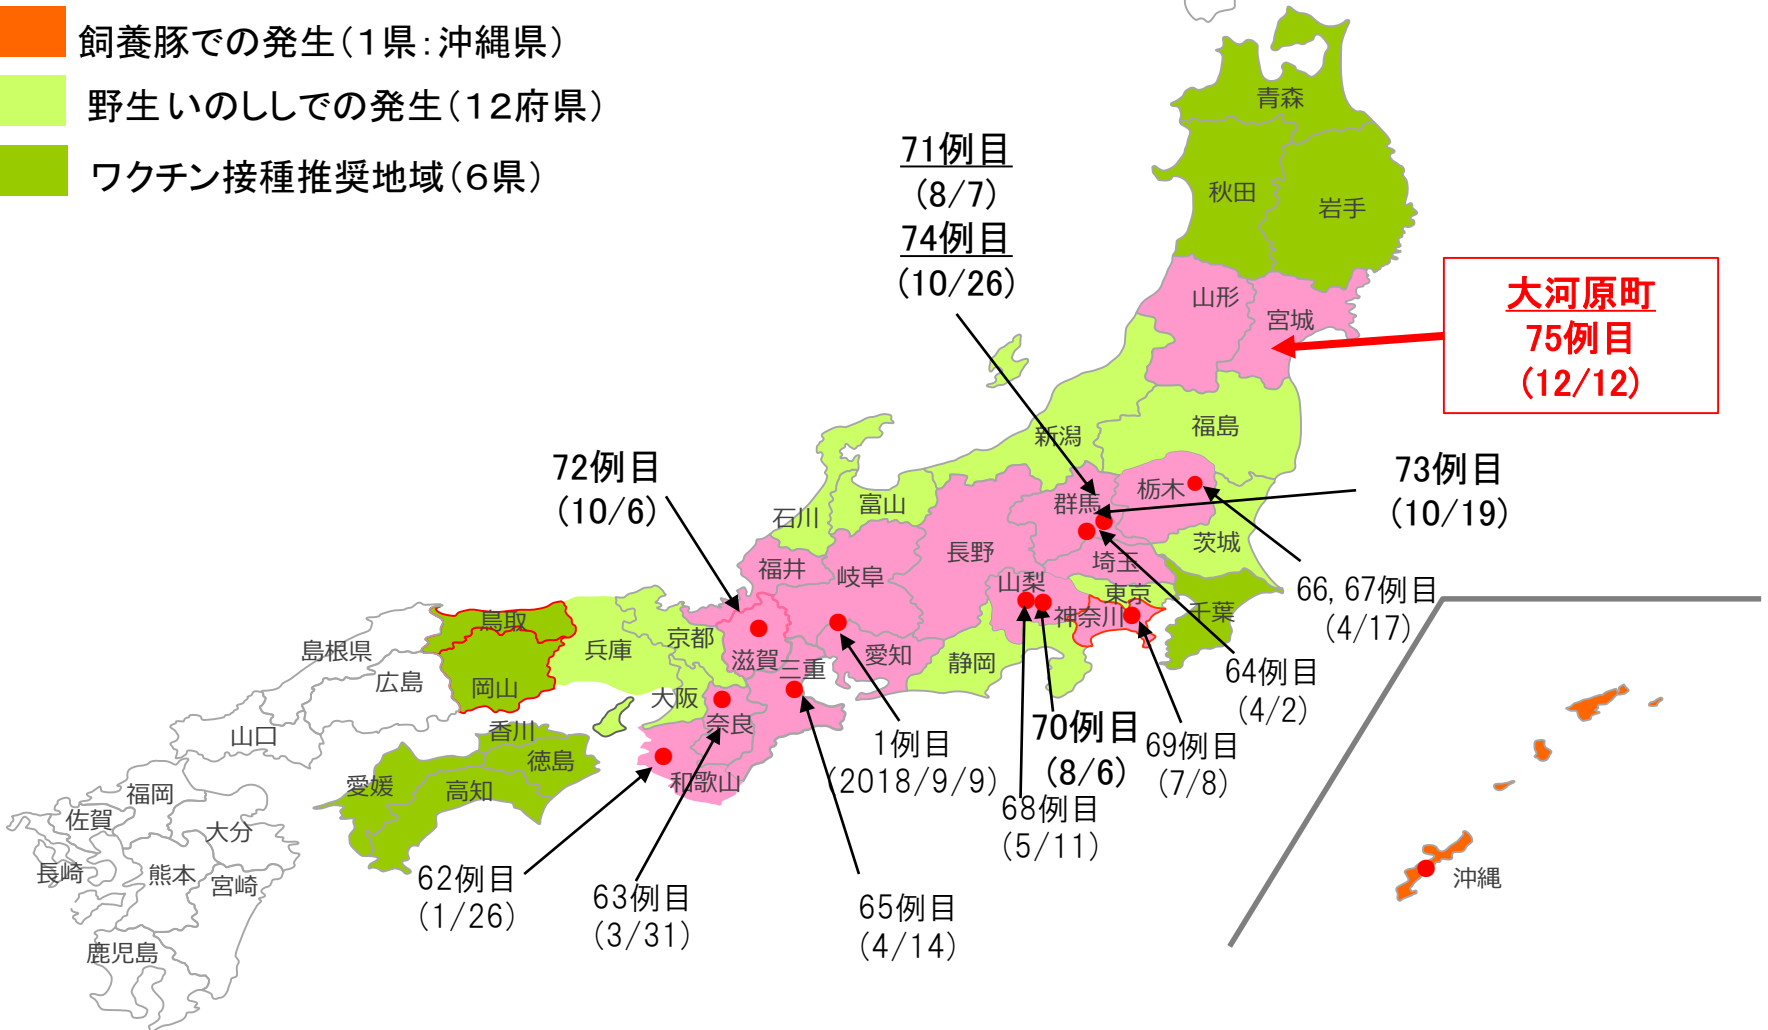 飼養豚での発生(1県:沖縄県)
野生いのししでの発生(12府県)
ワクチン接種推奨地域(6県)
青森
秋田
岩手
山形
宮城
大河原町
75例目
(12/12)
71例目
(8/7)
74例目
(10/26)
新潟
福島
72例目
(10/6)
73例目
(10/19)
石川
富山
群馬
栃木
茨城
福井
岐阜
長野
埼玉
山梨
東京
神奈川
千葉
66,67例目
(4/17)
鳥取
島根県
広島
岡山
兵庫
京都
滋賀
三重
愛知
静岡
大阪
奈良
和歌山
64例目
(4/2)
山口
香川
徳島
愛媛
高知
1例目
(2018/9/9)
70例目
(8/6)
69例目
(7/8)
68例目
(5/11)
福岡
佐賀
大分
長崎
熊本
宮崎
鹿児島
62例目
(1/26)
63例目
(3/31)
65例目
(4/14)
沖縄